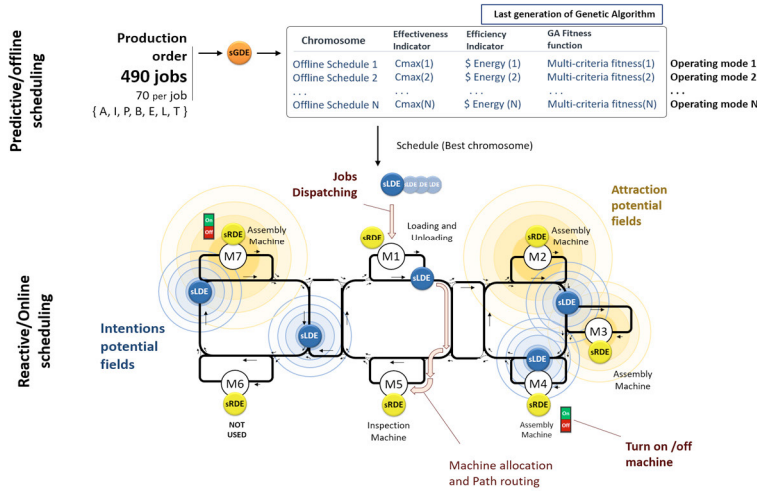 Last generation of Genetic Algorithm
Predictive/offline
scheduling
Production
order
490 jobs
70 per job
{ A, I, P, B, E, L, T }
sGDE
Chromosome
Effectiveness
Indicator
Efficiency
Indicator
GA Fitness
function
Offline Schedule 1 Cmax(1) $ Energy (1) Multi-criteria fitness(1) Operating mode 1
Offline Schedule 2 Cmax(2) $ Energy (2) Multi-criteria fitness(2) Operating mode 2
. . . . . . . . . . . . . . .
Offline Schedule N Cmax(N) $ Energy (N) Multi-criteria fitness(N) Operating mode N
Schedule (Best chromosome)
Jobs
Dispatching
sLDE
sLDE
sLDE
sLDE
Attraction
potential
fields
Reactive/Online
scheduling
On
Off
sRDE
Assembly
Machine
M7
sRDE
Loading and
Unloading
M1
sRDE
Assembly
Machine
M2
sLDE
sLDE
sLDE
Intentions
potential
fields
sLDE
M3
sRDE
Assembly
Machine
sLDE
M6
sRDE
NOT
USED
M5
sRDE
Inspection
Machine
M4
sRDE
Assembly
Machine
On
Off
Turn on /off
machine
Machine allocation
and Path routing